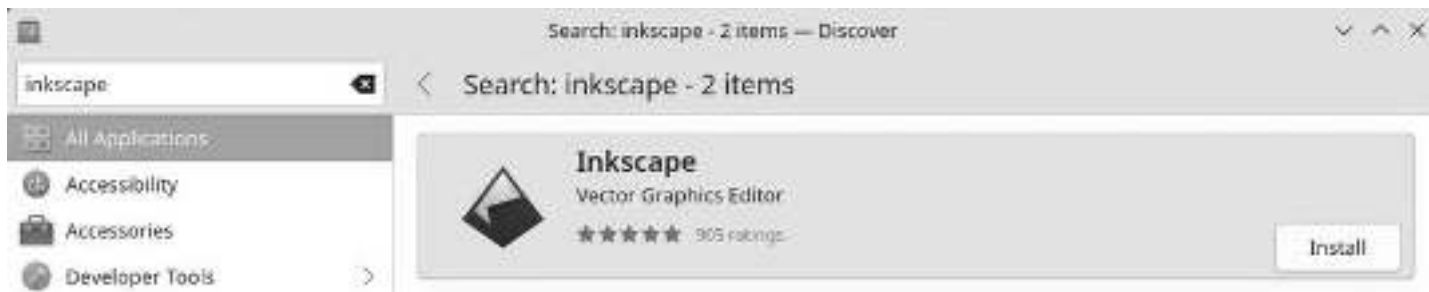 Search: inkscape - 2 items — Discover
inkscape
Search: inkscape - 2 items
All Applications
Accessibility
Accessories
Developer Tools
Inkscape
Vector Graphics Editor
905 ratings
Install